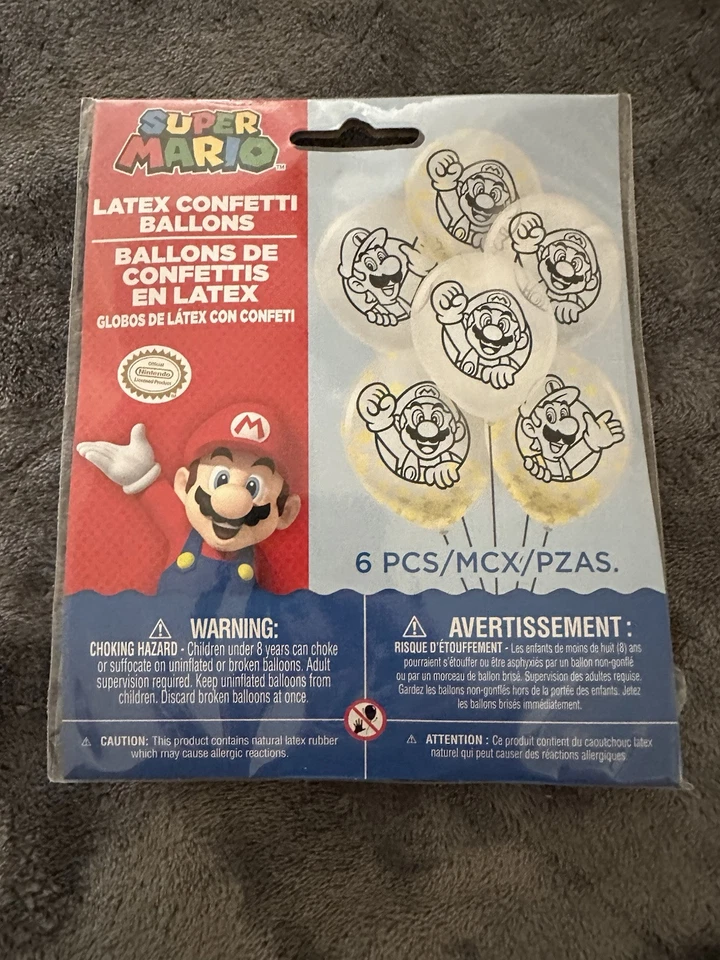 SUPER
MARIO™
LATEX CONFETTI
BALLONS
BALLONS DE
CONFETTIS
EN LATEX
GLOBOS DE LÁTEX CON CONFETI
Official
Nintendo
Licensed Product
M
6 PCS/MCX/PZAS.
⚠ WARNING:
CHOKING HAZARD - Children under 8 years can choke
or suffocate on uninflated or broken balloons. Adult
supervision required. Keep uninflated balloons from
children. Discard broken balloons at once.
⚠ CAUTION: This product contains natural latex rubber
which may cause allergic reactions.
⚠ AVERTISSEMENT :
RISQUE D'ÉTOUFFEMENT - Les enfants de moins de huit (8) ans
pourraient s'étouffer ou être asphyxiés par un ballon non-gonflé
ou par un morceau de ballon brisé. Supervision des adultes requise.
Gardez les ballons non-gonflés hors de la portée des enfants. Jetez
les ballons brisés immédiatement.
⚠ ATTENTION : Ce produit contient du caoutchouc latex
naturel qui peut causer des réactions allergiques.